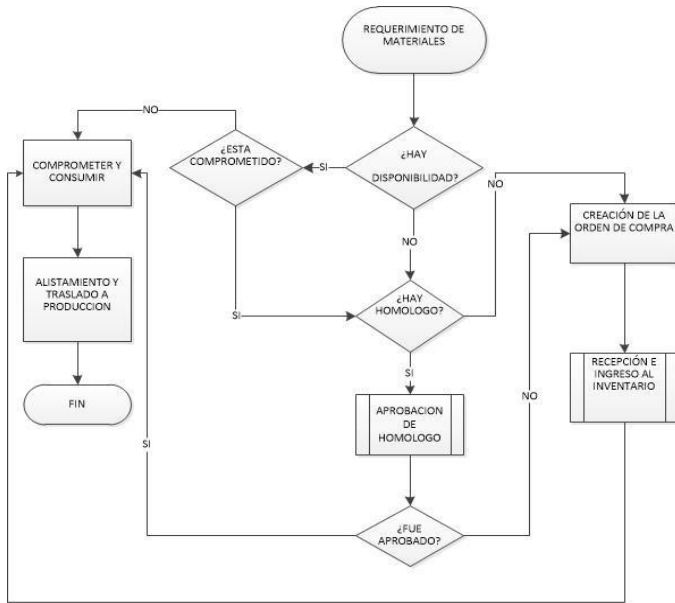 REQUERIMIENTO DE
MATERIALES
NO
¿ESTA
COMPROMETIDO?
SI
¿HAY
DISPONIBILIDAD?
NO
COMPROMETER Y
CONSUMIR
CREACIÓN DE LA
ORDEN DE COMPRA
NO
ALISTAMIENTO Y
TRASLADO A
PRODUCCION
SI
¿HAY
HOMOLOGO?
SI
RECEPCIÓN E
INGRESO AL
INVENTARIO
FIN
APROBACION
DE
HOMOLOGO
NO
SI
¿FUE
APROBADO?